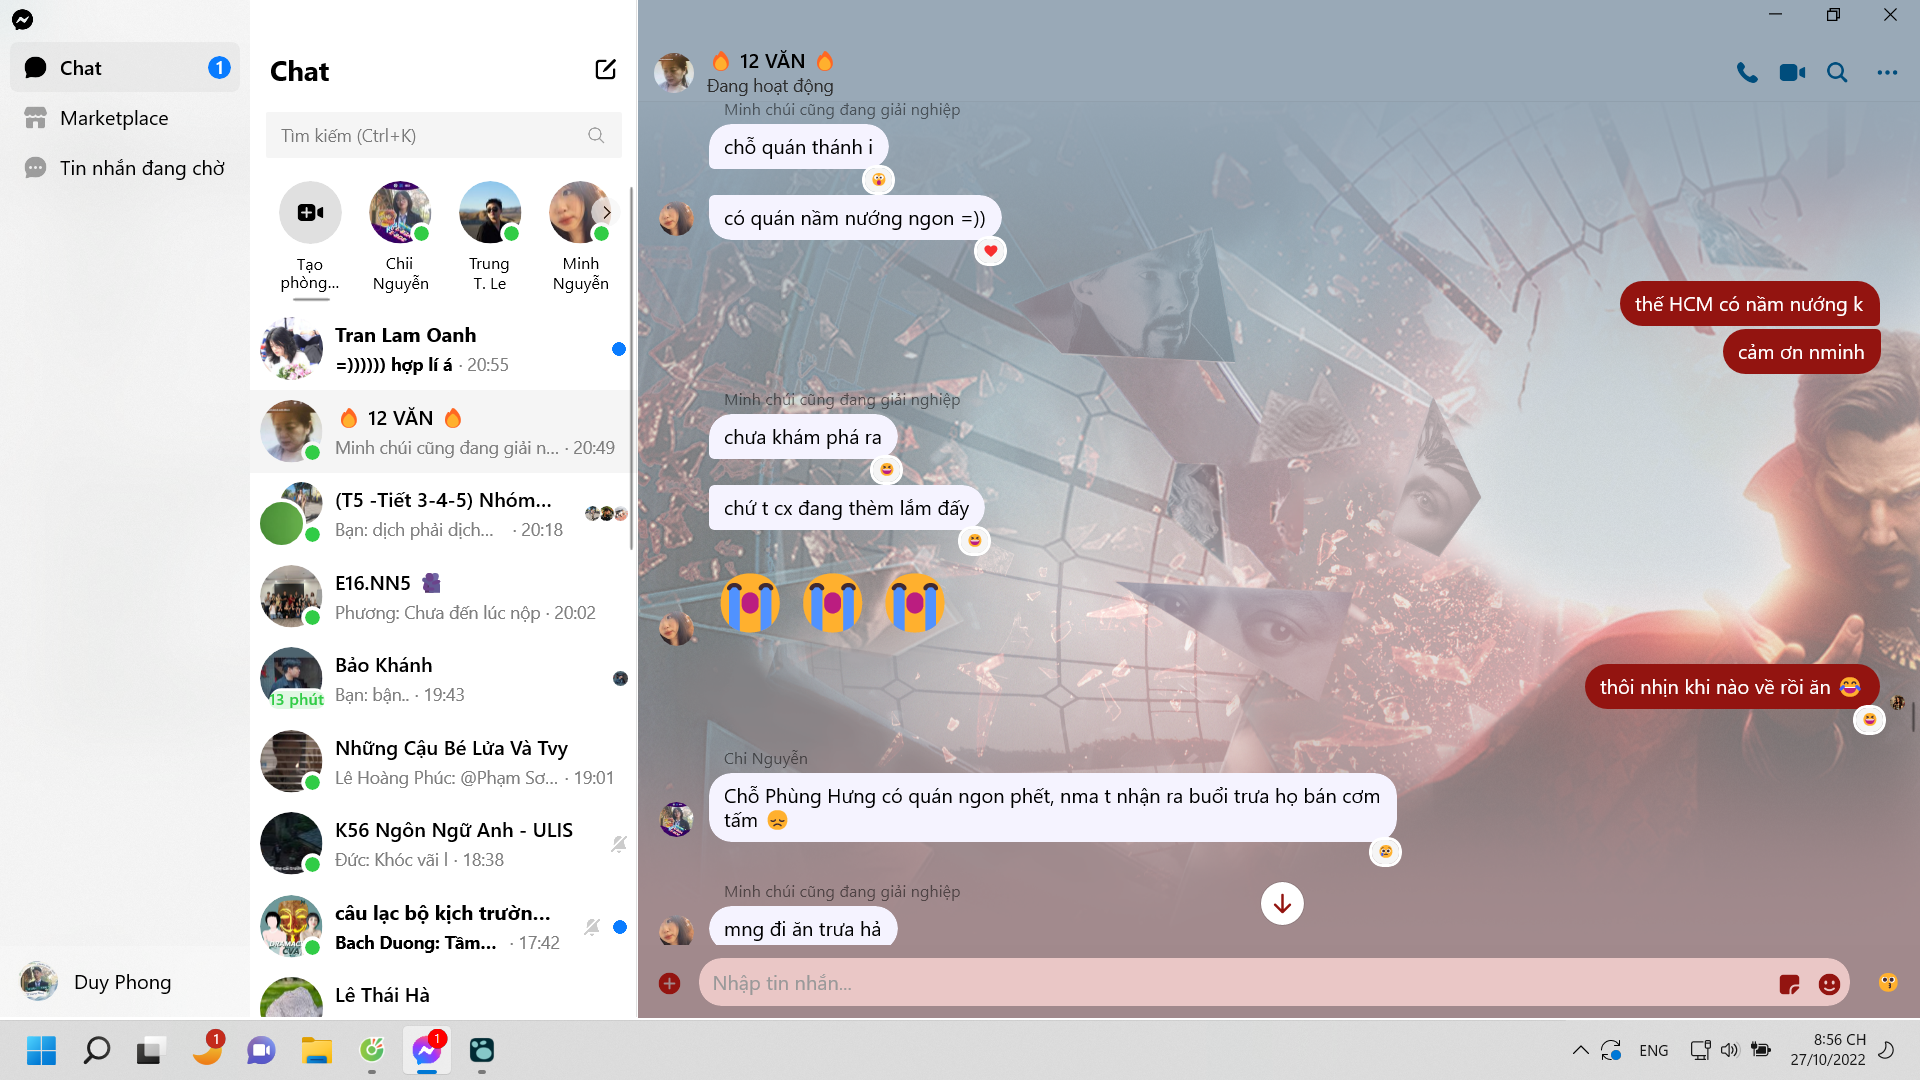 Chat
1
Marketplace
Tin nhắn đang chờ
Duy Phong
Chat
Tìm kiếm (Ctrl+K)
Tạo
phòng...
Chii
Nguyễn
Trung
T. Le
Minh
Nguyễn
Tran Lam Oanh
=)))))) hợp lí á · 20:55
🔥 12 VĂN 🔥
Minh chúi cũng đang giải n... · 20:49
(T5 -Tiết 3-4-5) Nhóm...
Bạn: dịch phải dịch... · 20:18
E16.NN5 🎥
Phương: Chưa đến lúc nộp · 20:02
Bảo Khánh
Bạn: bận.. · 19:43
13 phút
Những Cậu Bé Lửa Và Tvy
Lê Hoàng Phúc: @Phạm Sơ... · 19:01
K56 Ngôn Ngữ Anh - ULIS
Đức: Khóc vãi l · 18:38
câu lạc bộ kịch trườn...
Bach Duong: Tầm... · 17:42
Lê Thái Hà
🔥 12 VĂN 🔥
Đang hoạt động
Minh chúi cũng đang giải nghiệp
chỗ quán thánh i
có quán nầm nướng ngon =))
thế HCM có nầm nướng k
cảm ơn nminh
Minh chúi cũng đang giải nghiệp
chưa khám phá ra
chứ t cx đang thèm lắm đấy
😭 😭 😭
thôi nhịn khi nào về rồi ăn 😂
Chi Nguyễn
Chỗ Phùng Hưng có quán ngon phết, nma t nhận ra buổi trưa họ bán cơm
tấm 😞
Minh chúi cũng đang giải nghiệp
mng đi ăn trưa hả
Nhập tin nhắn...
1
1
ENG
8:56 CH
27/10/2022